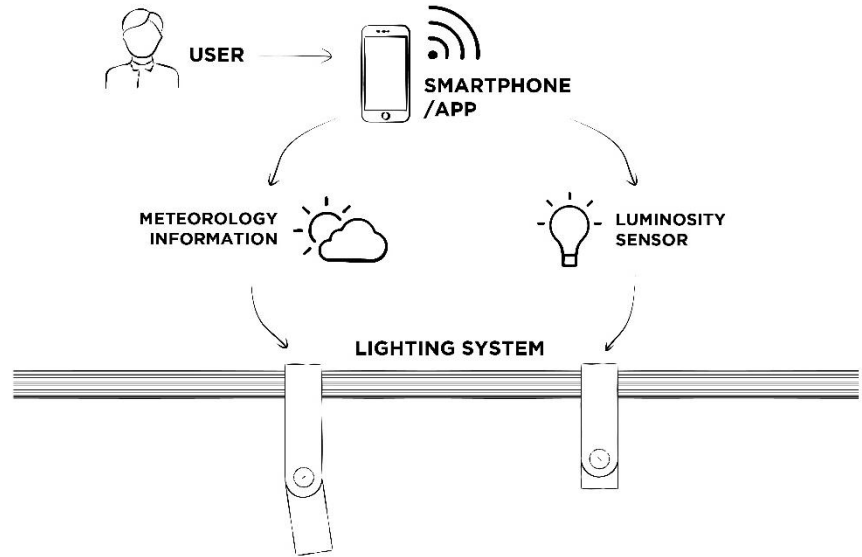 USER
SMARTPHONE
/APP
METEOROLOGY
INFORMATION
LUMINOSITY
SENSOR
LIGHTING SYSTEM